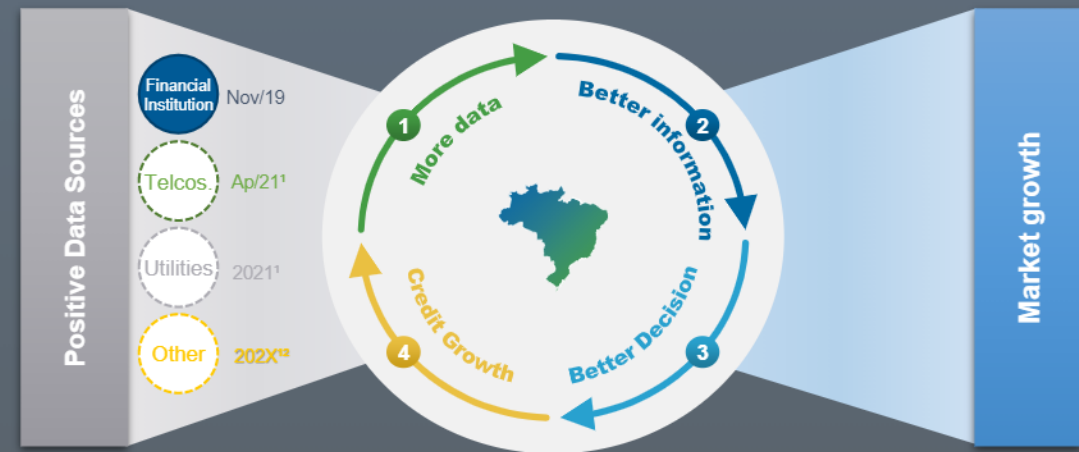 Positive Data Sources
Financial
Institution
Nov/19
Telcos.
Ap/21¹
Utilities
2021¹
Other
202X¹²
1
More data
2
Better information
3
Better Decision
4
Credit Growth
Market growth